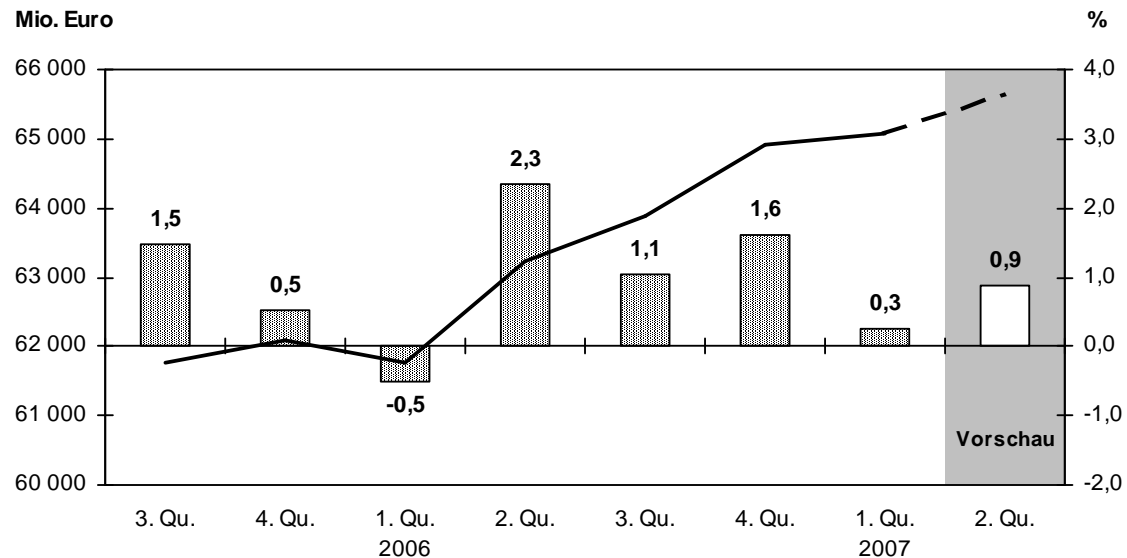 Mio. Euro %
66 000 4,0
65 000 3,0
2,3
64 000 2,0
1,5
1,6
1,1
63 000 1,0
0,9
0,5
0,3
62 000 0,0
-0,5
61 000 -1,0
Vorschau
60 000 -2,0
3. Qu. 4. Qu. 1. Qu. 2. Qu. 3. Qu. 4. Qu. 1. Qu. 2. Qu.
2006 2007